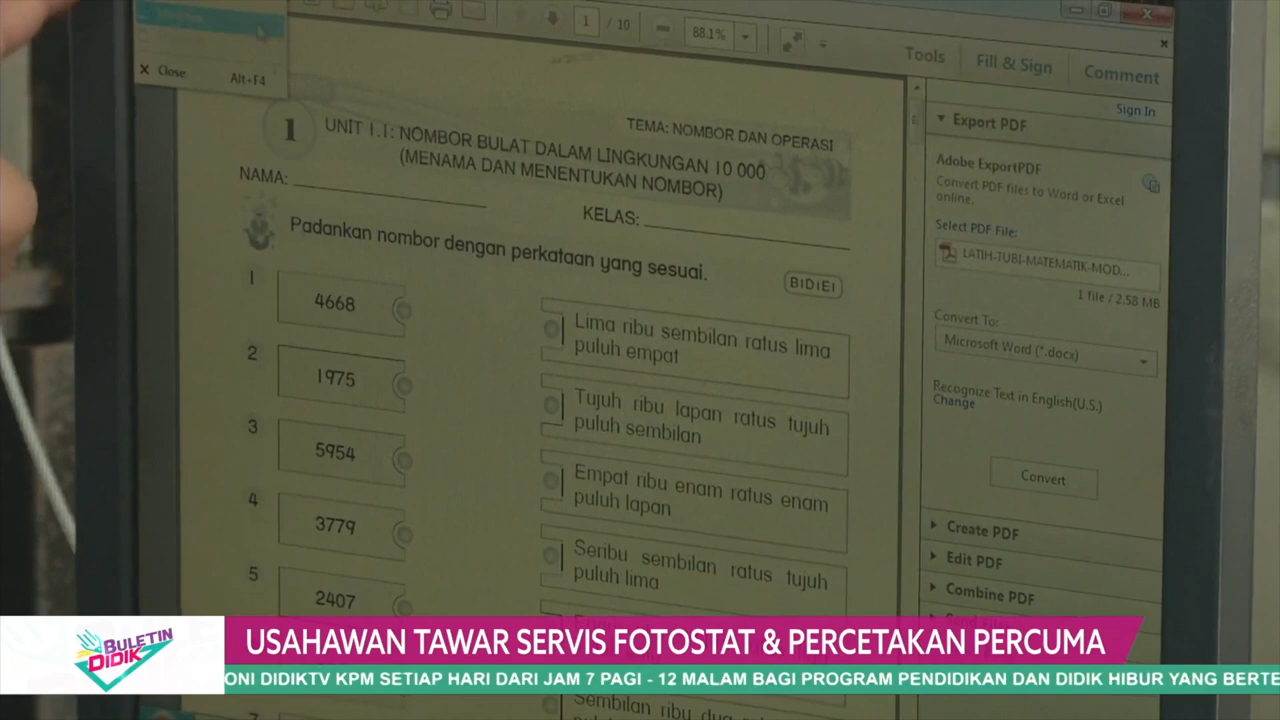 1 / 10
88.1%
Tools
Fill & Sign
Comment
× Close Alt+F4
Sign In
Export PDF
Adobe ExportPDF
Convert PDF files to Word or Excel
online.
Select PDF File:
LATIH-TUBI-MATEMATIK-MOD...
1 file / 2.58 MB
Convert To:
Microsoft Word (*.docx)
Recognize Text in English(U.S.)
Change
Convert
Create PDF
Edit PDF
Combine PDF
TEMA: NOMBOR DAN OPERASI
1
UNIT 1.1: NOMBOR BULAT DALAM LINGKUNGAN 10 000
(MENAMA DAN MENENTUKAN NOMBOR)
NAMA:
KELAS:
Padankan nombor dengan perkataan yang sesuai.
BIDIEI
1 4668
Lima ribu sembilan ratus lima
puluh empat
2 1975
Tujuh ribu lapan ratus tujuh
puluh sembilan
3 5954
Empat ribu enam ratus enam
puluh lapan
4 3779
Seribu sembilan ratus tujuh
puluh lima
5 2407
Sembilan ribu dua
BULETIN
DIDIK
USAHAWAN TAWAR SERVIS FOTOSTAT & PERCETAKAN PERCUMA
ONI DIDIKTV KPM SETIAP HARI DARI JAM 7 PAGI - 12 MALAM BAGI PROGRAM PENDIDIKAN DAN DIDIK HIBUR YANG BERTE